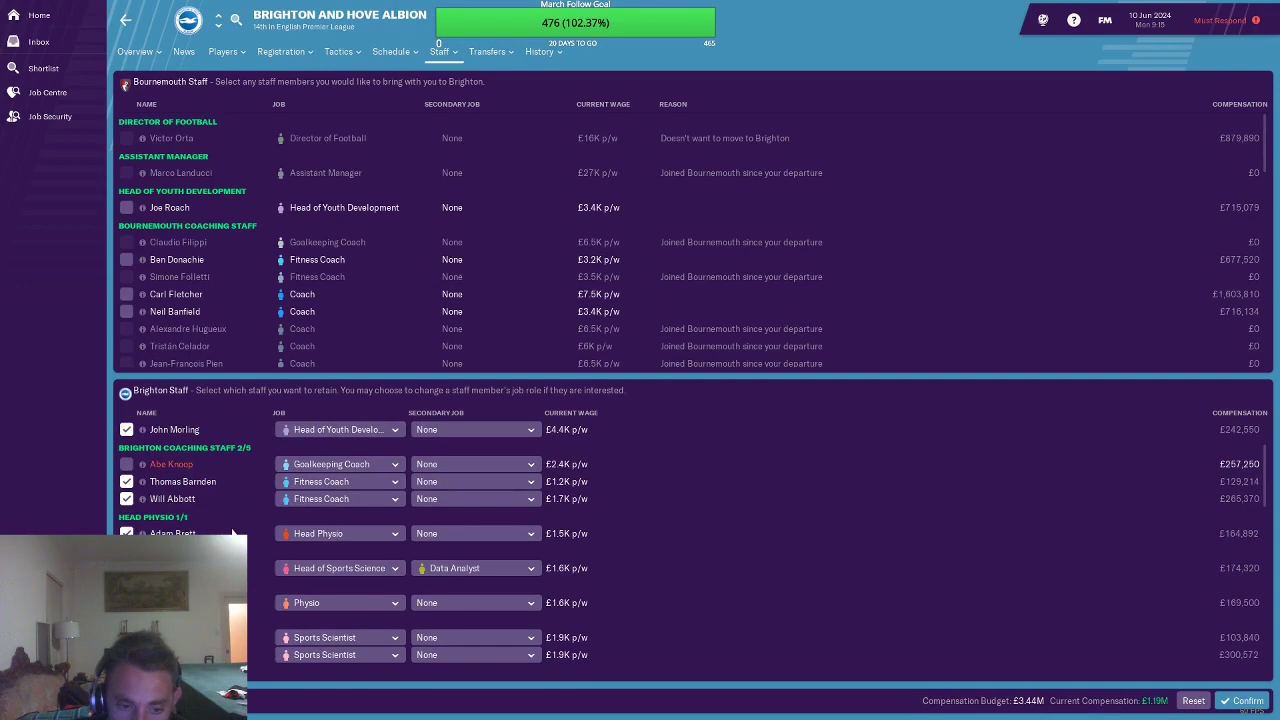 BRIGHTON AND HOVE ALBION
14th in English Premier League
March Follow Goal
476 (102.37%)
0 20 DAYS TO GO 465
FM 10 Jun 2024
Mon 9:15
Must Respond
Home
Inbox
Shortlist
Job Centre
Job Security
Overview News Players Registration Tactics Schedule Staff Transfers History
Bournemouth Staff - Select any staff members you would like to bring with you to Brighton.
NAME JOB SECONDARY JOB CURRENT WAGE REASON COMPENSATION
DIRECTOR OF FOOTBALL
Victor Orta Director of Football None £16K p/w Doesn't want to move to Brighton £879,890
ASSISTANT MANAGER
Marco Landucci Assistant Manager None £27K p/w Joined Bournemouth since your departure £0
HEAD OF YOUTH DEVELOPMENT
Joe Roach Head of Youth Development None £3.4K p/w £715,079
BOURNEMOUTH COACHING STAFF
Claudio Filippi Goalkeeping Coach None £6.5K p/w Joined Bournemouth since your departure £0
Ben Donachie Fitness Coach None £3.2K p/w £677,520
Simone Folletti Fitness Coach None £3.5K p/w Joined Bournemouth since your departure £0
Carl Fletcher Coach None £7.5K p/w £1,603,810
Neil Banfield Coach None £3.4K p/w £716,134
Alexandre Hugueux Coach None £6.5K p/w Joined Bournemouth since your departure £0
Tristán Celador Coach None £6K p/w Joined Bournemouth since your departure £0
Jean-François Pien Coach None £6.5K p/w Joined Bournemouth since your departure £0
Brighton Staff - Select which staff you want to retain. You may choose to change a staff member's job role if they are interested.
NAME JOB SECONDARY JOB CURRENT WAGE COMPENSATION
John Morling Head of Youth Develo... None £4.4K p/w £242,550
BRIGHTON COACHING STAFF 2/5
Abe Knoop Goalkeeping Coach None £2.4K p/w £257,250
Thomas Barnden Fitness Coach None £1.2K p/w £129,214
Will Abbott Fitness Coach None £1.7K p/w £265,370
HEAD PHYSIO 1/1
Adam Brett Head Physio None £1.5K p/w £164,892
Head of Sports Science Data Analyst £1.6K p/w £174,320
Physio None £1.6K p/w £169,500
Sports Scientist None £1.9K p/w £103,840
Sports Scientist None £1.9K p/w £300,572
Compensation Budget: £3.44M Current Compensation: £1.19M Reset Confirm
60 FPS